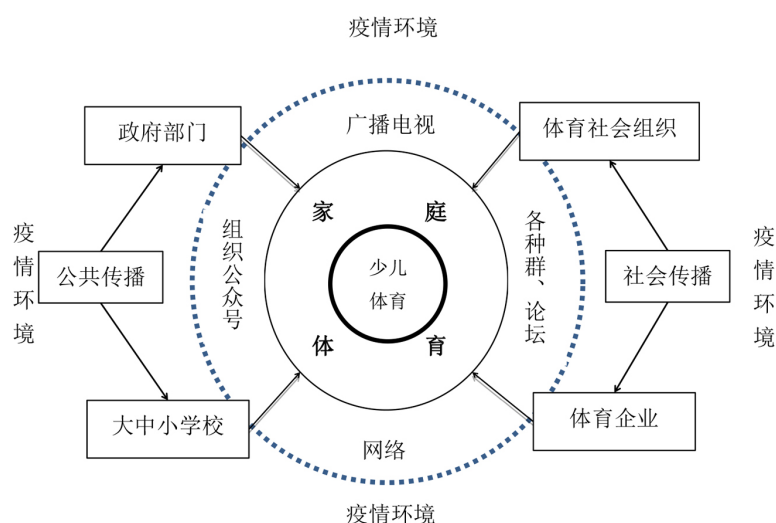 疫情环境
广播电视
政府部门
体育社会组织
家 庭
组织公众号
各种群、论坛
疫情环境
公共传播
少儿
体育
社会传播
疫情环境
体 育
大中小学校
体育企业
网络
疫情环境